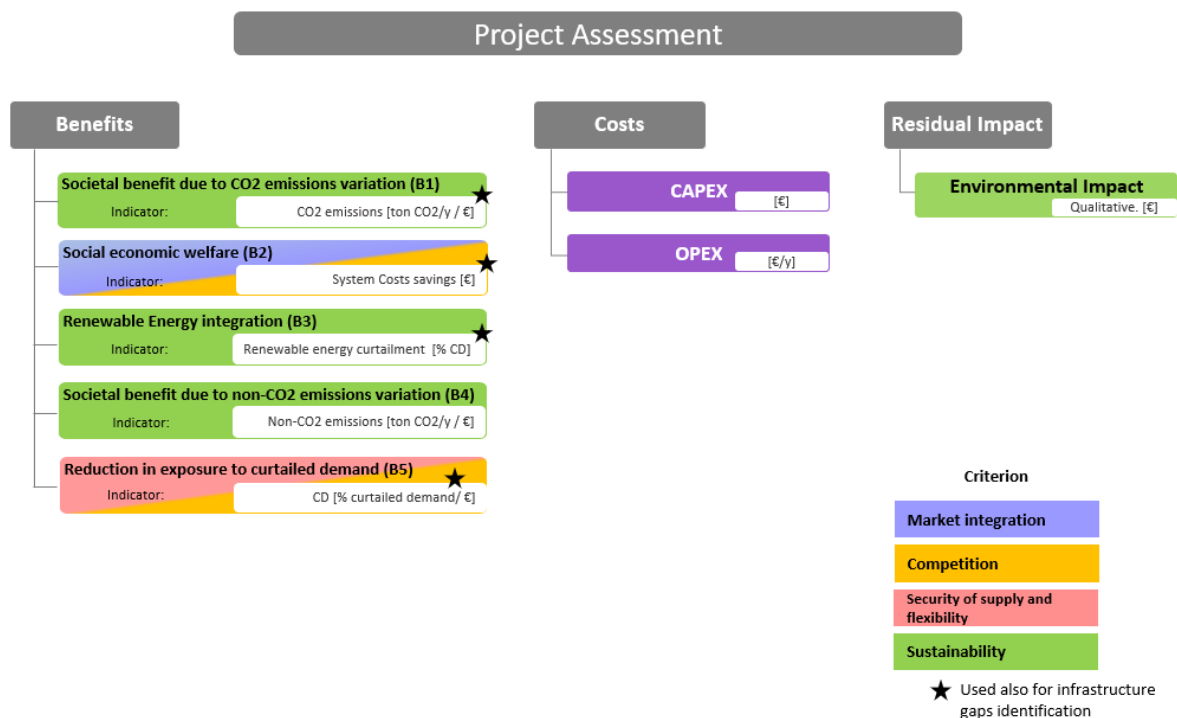 Project Assessment
Benefits
Societal benefit due to CO2 emissions variation (B1)
Indicator:
CO2 emissions [ton CO2/y / €]
Social economic welfare (B2)
Indicator:
System Costs savings [€]
Renewable Energy integration (B3)
Indicator:
Renewable energy curtailment [% CD]
Societal benefit due to non-CO2 emissions variation (B4)
Indicator:
Non-CO2 emissions [ton CO2/y / €]
Reduction in exposure to curtailed demand (B5)
Indicator:
CD [% curtailed demand/ €]
Costs
CAPEX
[€]
OPEX
[€/y]
Residual Impact
Environmental Impact
Qualitative. [€]
Criterion
Market integration
Competition
Security of supply and
flexibility
Sustainability
Used also for infrastructure
gaps identification